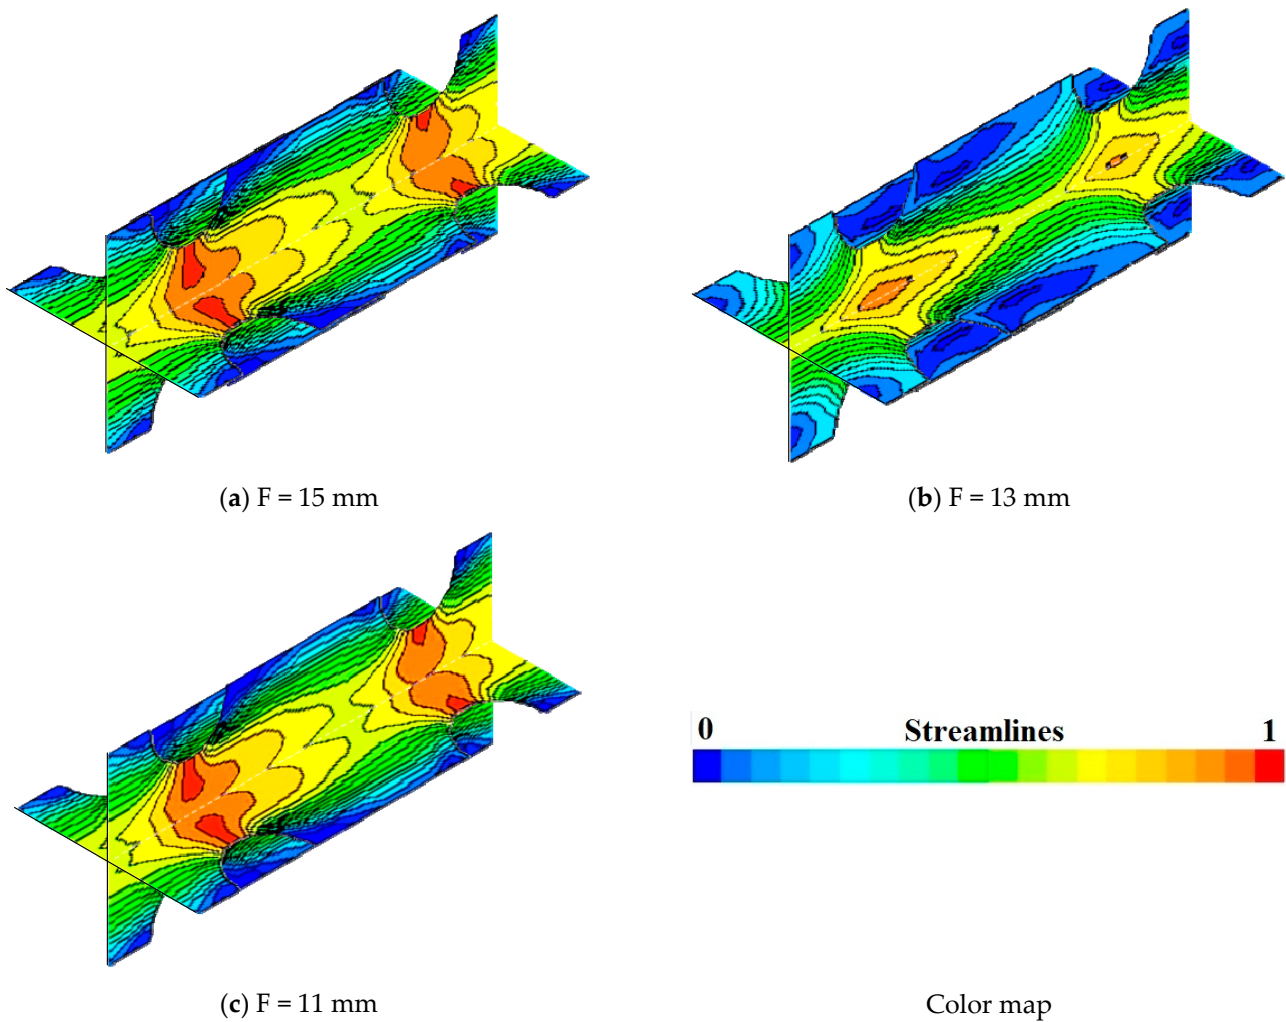 (a) F = 15 mm
(b) F = 13 mm
0 Streamlines 1
(c) F = 11 mm
Color map